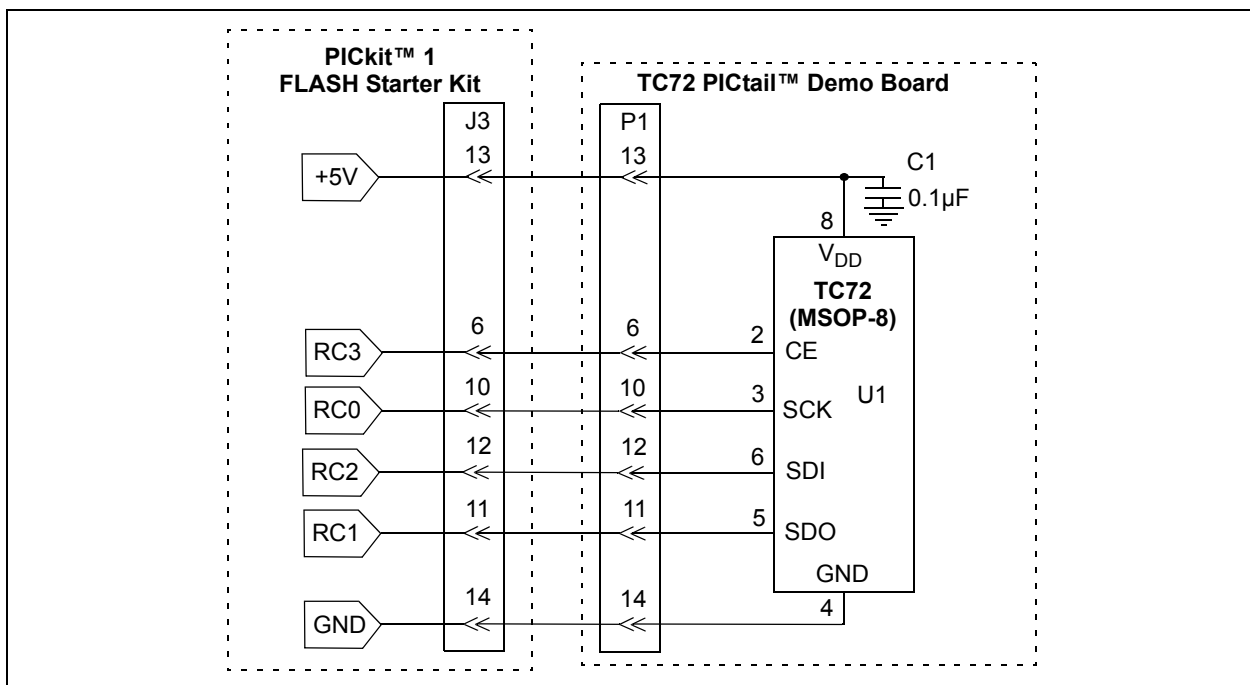 PICkit™ 1
FLASH Starter Kit
TC72 PICtail™ Demo Board
J3
P1
+5V
13
13
C1
0.1µF
8
VDD
TC72
(MSOP-8)
RC3
6
6
2
CE
RC0
10
10
3
SCK
U1
RC2
12
12
6
SDI
RC1
11
11
5
SDO
GND
GND
14
14
4